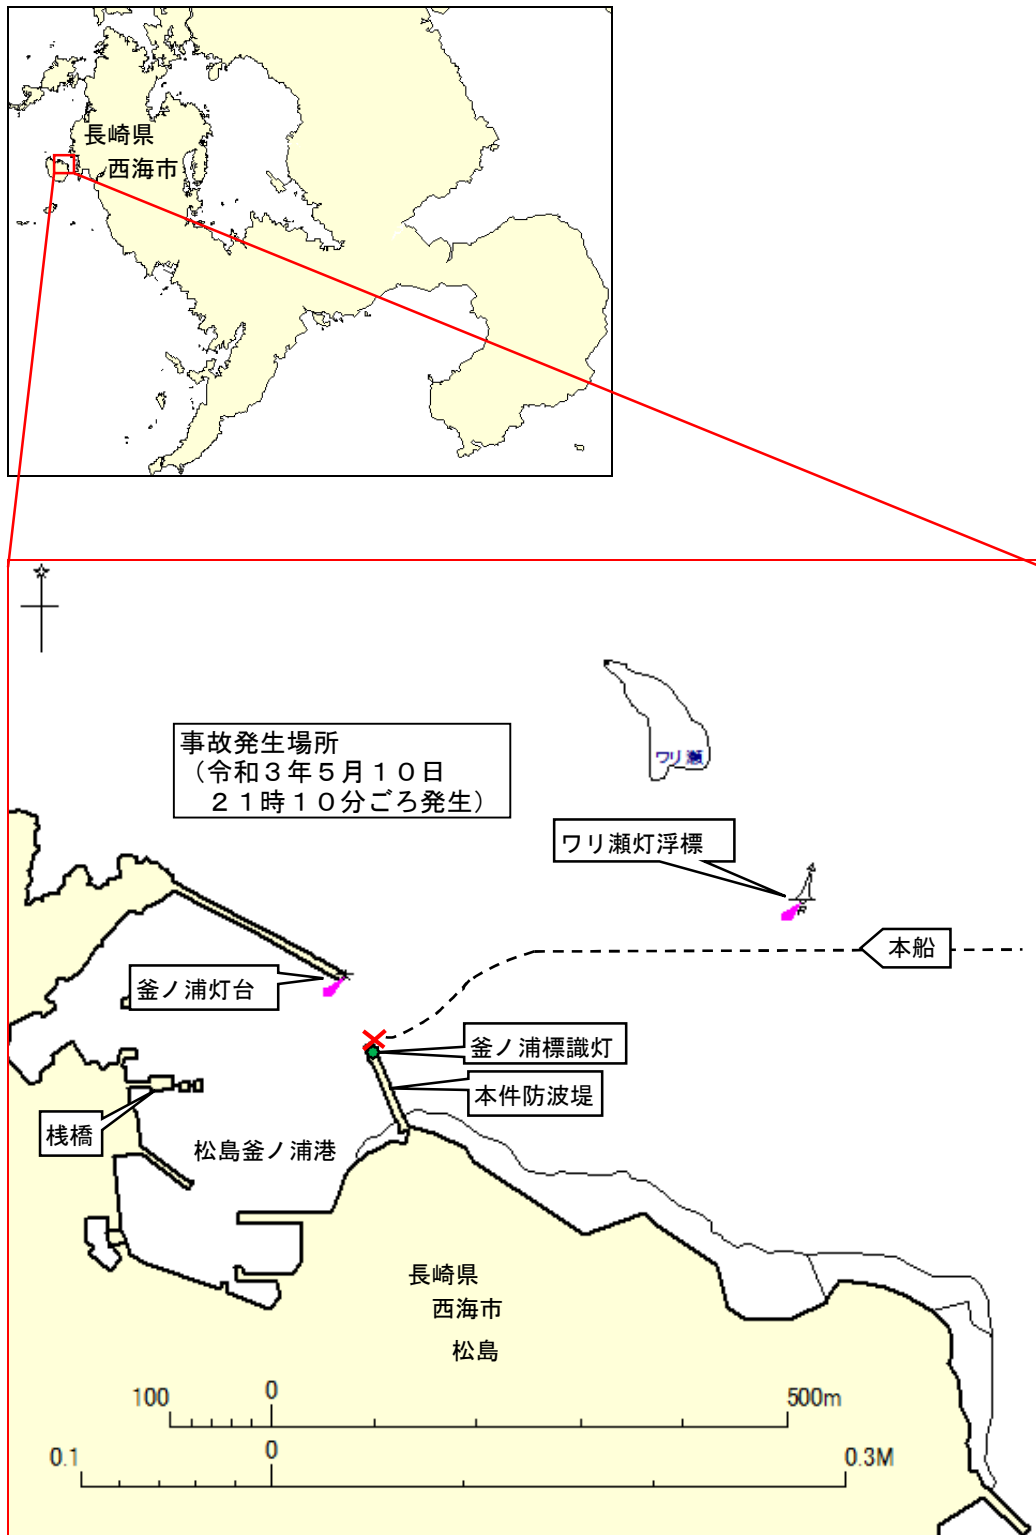 長崎県
西海市
事故発生場所
（令和３年５月１０日
２１時１０分ごろ発生）
ワリ瀬
ワリ瀬灯浮標
本船
釜ノ浦灯台
釜ノ浦標識灯
本件防波堤
桟橋
松島釜ノ浦港
長崎県
西海市
松島
100 0 500m
0.1 0 0.3M